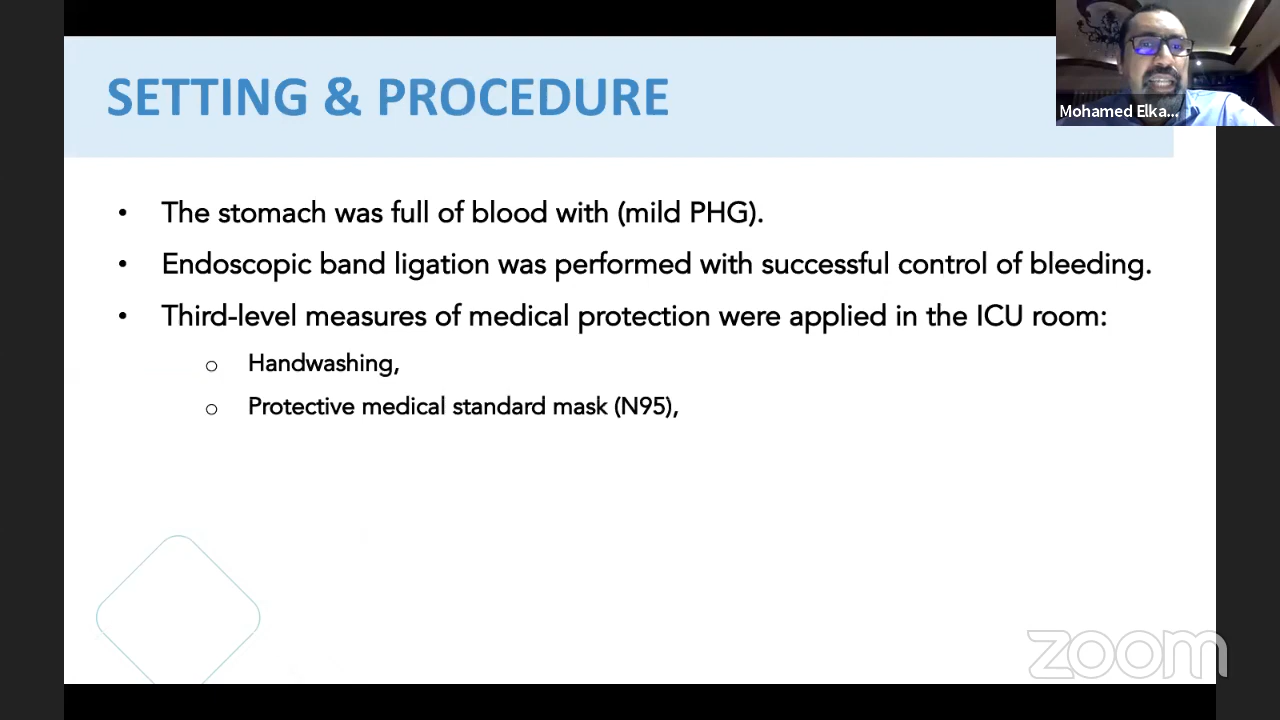 SETTING & PROCEDURE
Mohamed Elka...
• The stomach was full of blood with (mild PHG).
• Endoscopic band ligation was performed with successful control of bleeding.
• Third-level measures of medical protection were applied in the ICU room:
o Handwashing,
o Protective medical standard mask (N95),
zoom